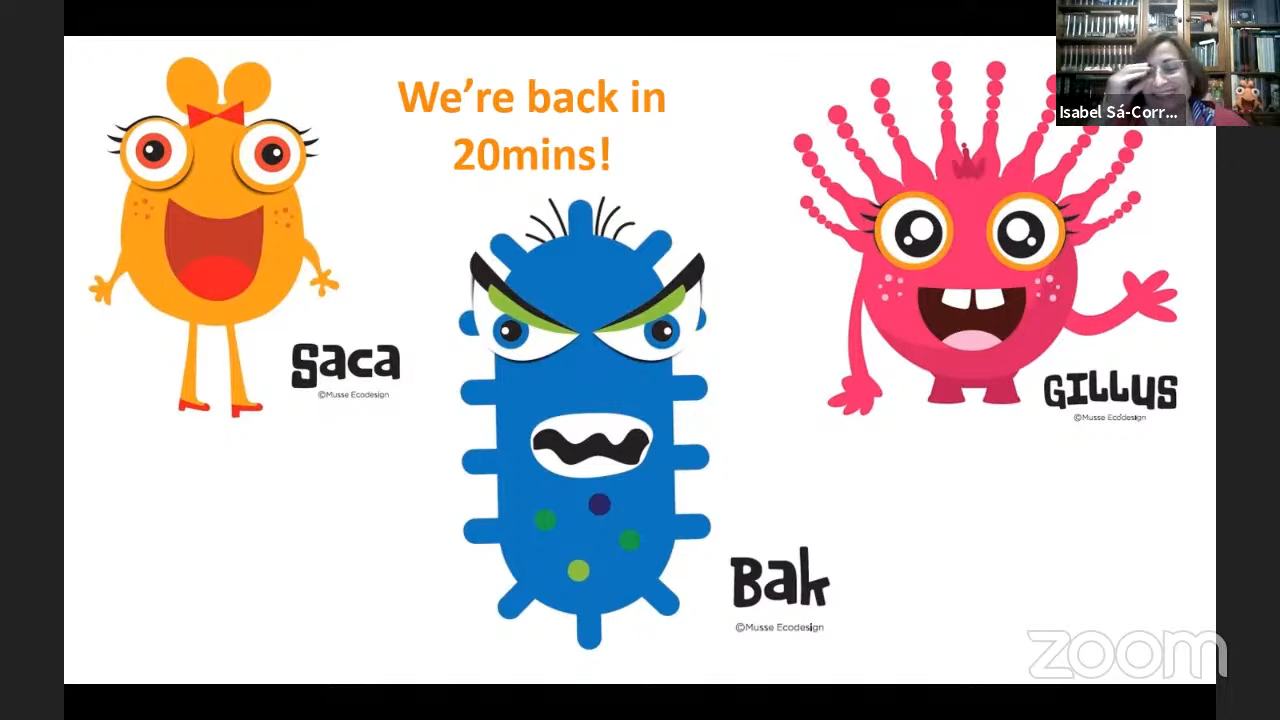 We're back in
20mins!
Isabel Sá-Corr...
Saca
©Musse Ecodesign
GILLUS
©Musse Ecodesign
Bak
©Musse Ecodesign
zoom